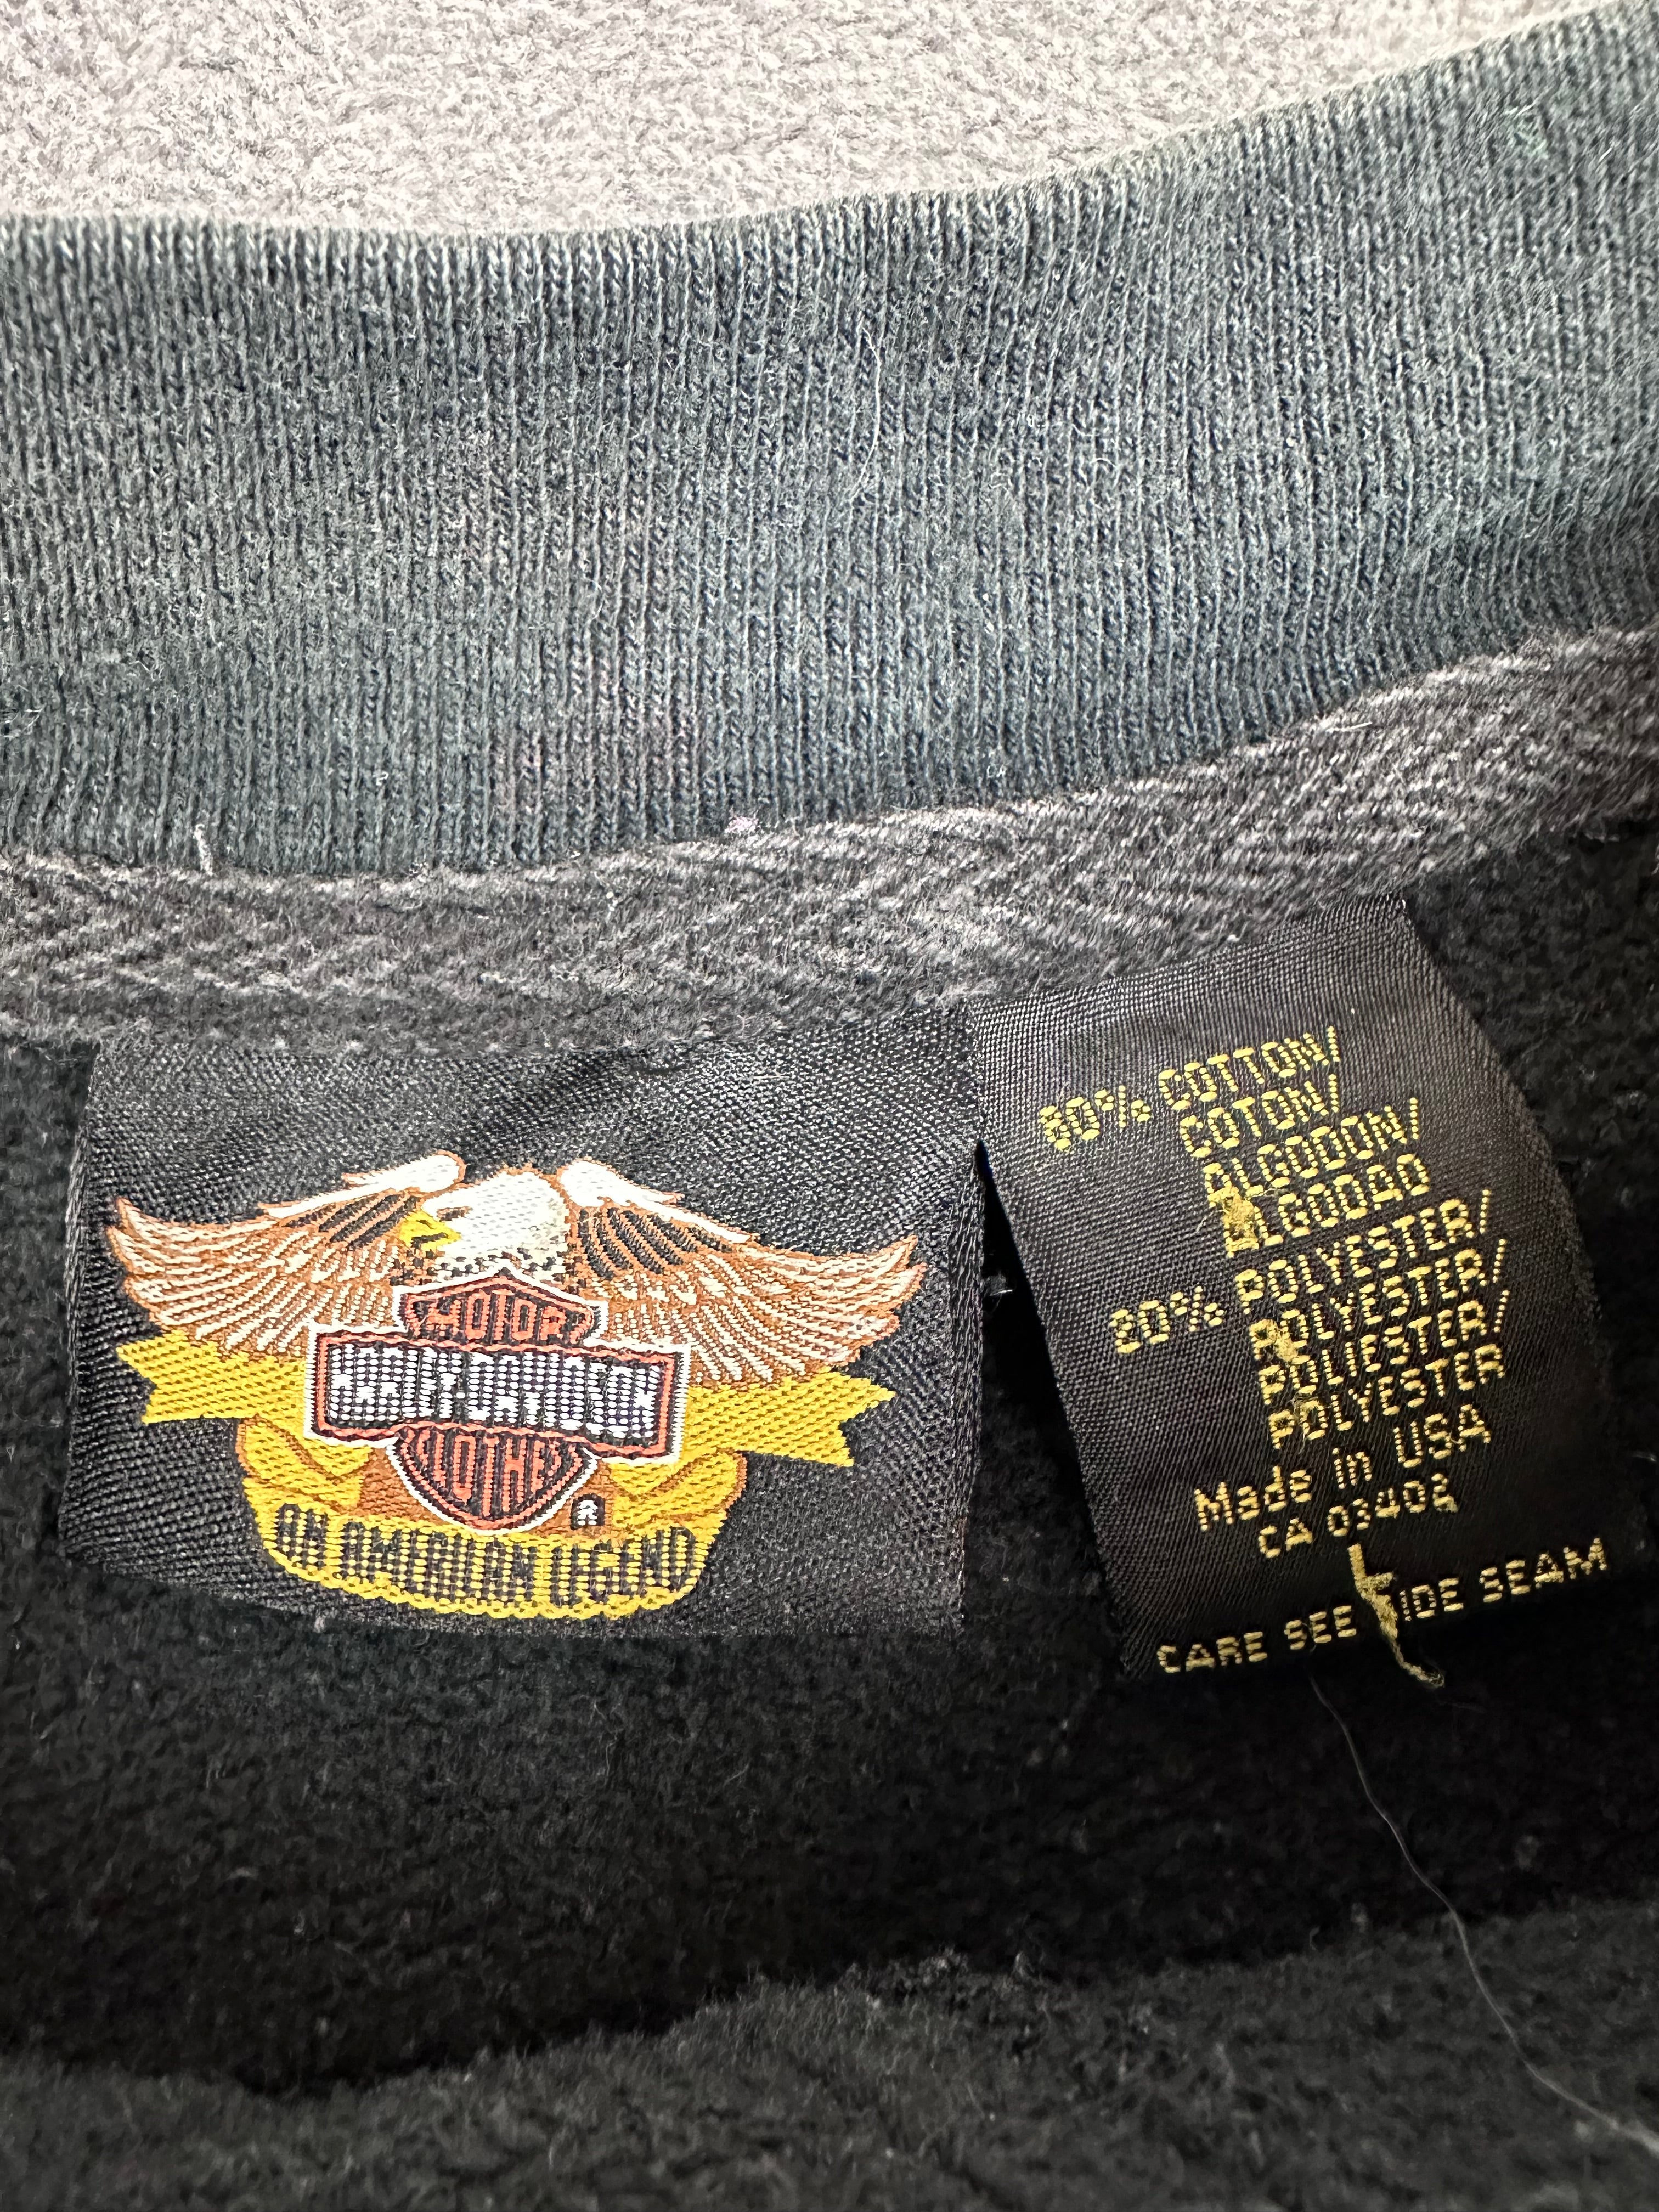 MOTOR
HARLEY-DAVIDSON
CLOTHES
®
AN AMERICAN LEGEND
80% COTTON/
COTON/
ALGODON/
ALGODAO
20% POLYESTER/
POLYESTER/
POLIESTER/
POLYESTER
Made in USA
CA 03402
L
CARE SEE SIDE SEAM